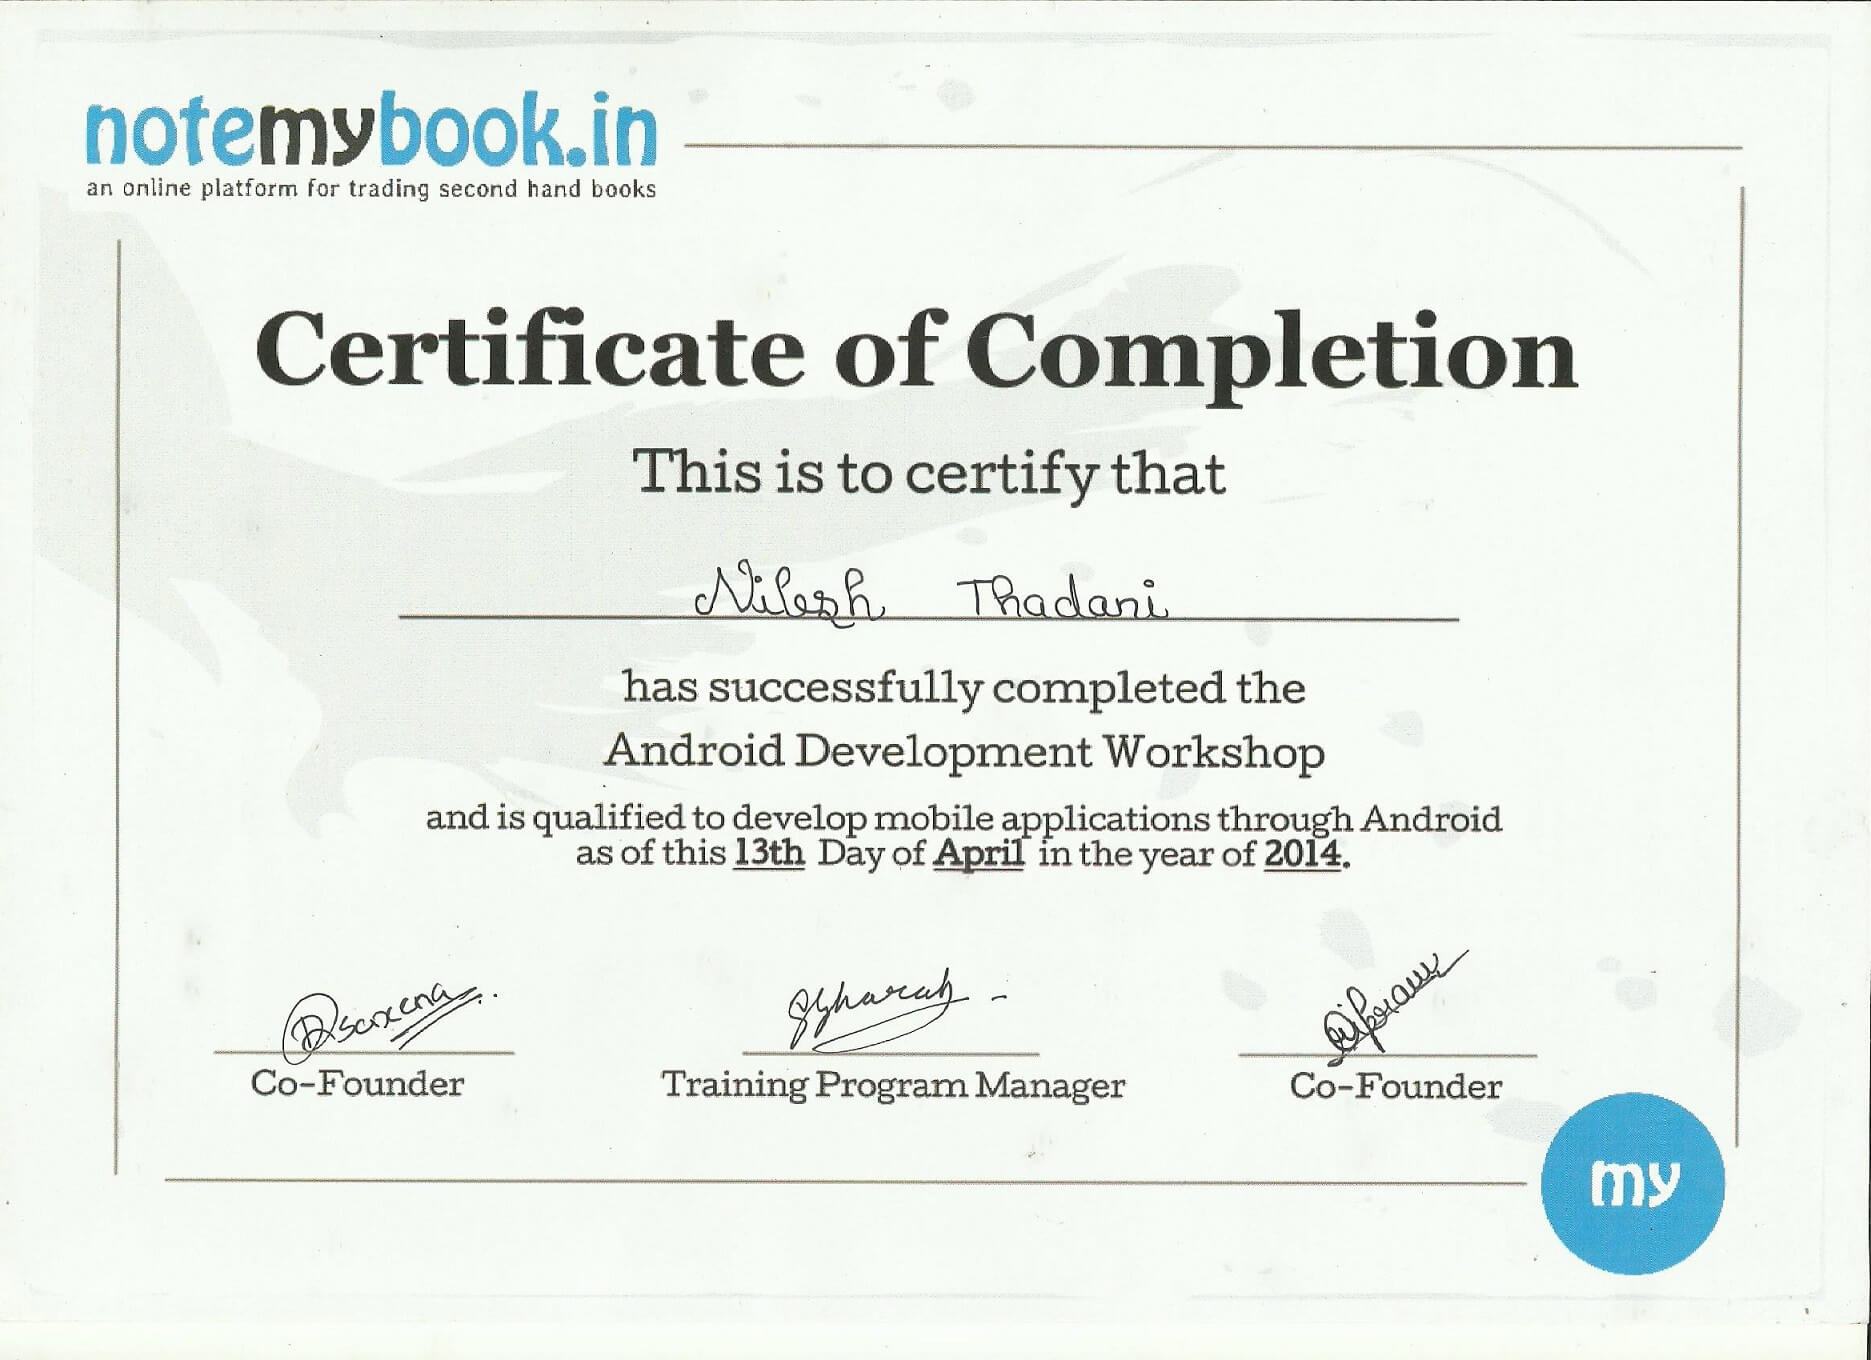 notemybook.in
an online platform for trading second hand books
Certificate of Completion
This is to certify that
Nilesh Thadani
has successfully completed the
Android Development Workshop
and is qualified to develop mobile applications through Android
as of this 13th Day of April in the year of 2014.
Dsaxena
Co-Founder
Training Program Manager
Co-Founder
my